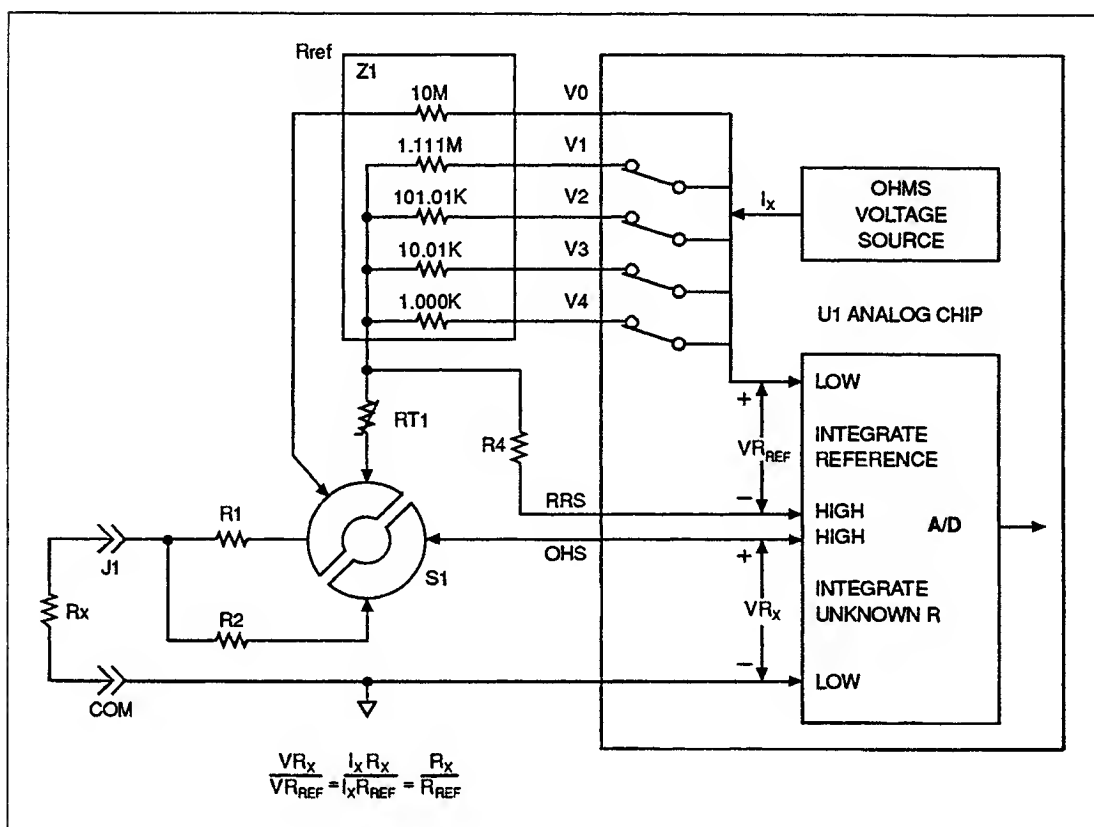 Rref
Z1
10M
V0
1.111M
V1
101.01K
V2
10.01K
V3
1.000K
V4
Ix
OHMS
VOLTAGE
SOURCE
U1 ANALOG CHIP
RT1
R4
LOW
+
VRREF
INTEGRATE
REFERENCE
RRS
−
HIGH
R1
J1
S1
OHS
HIGH
A/D
+
Rx
R2
VRx
INTEGRATE
UNKNOWN R
−
LOW
COM
VRX/VRREF = IXRX/IXRREF = RX/RREF